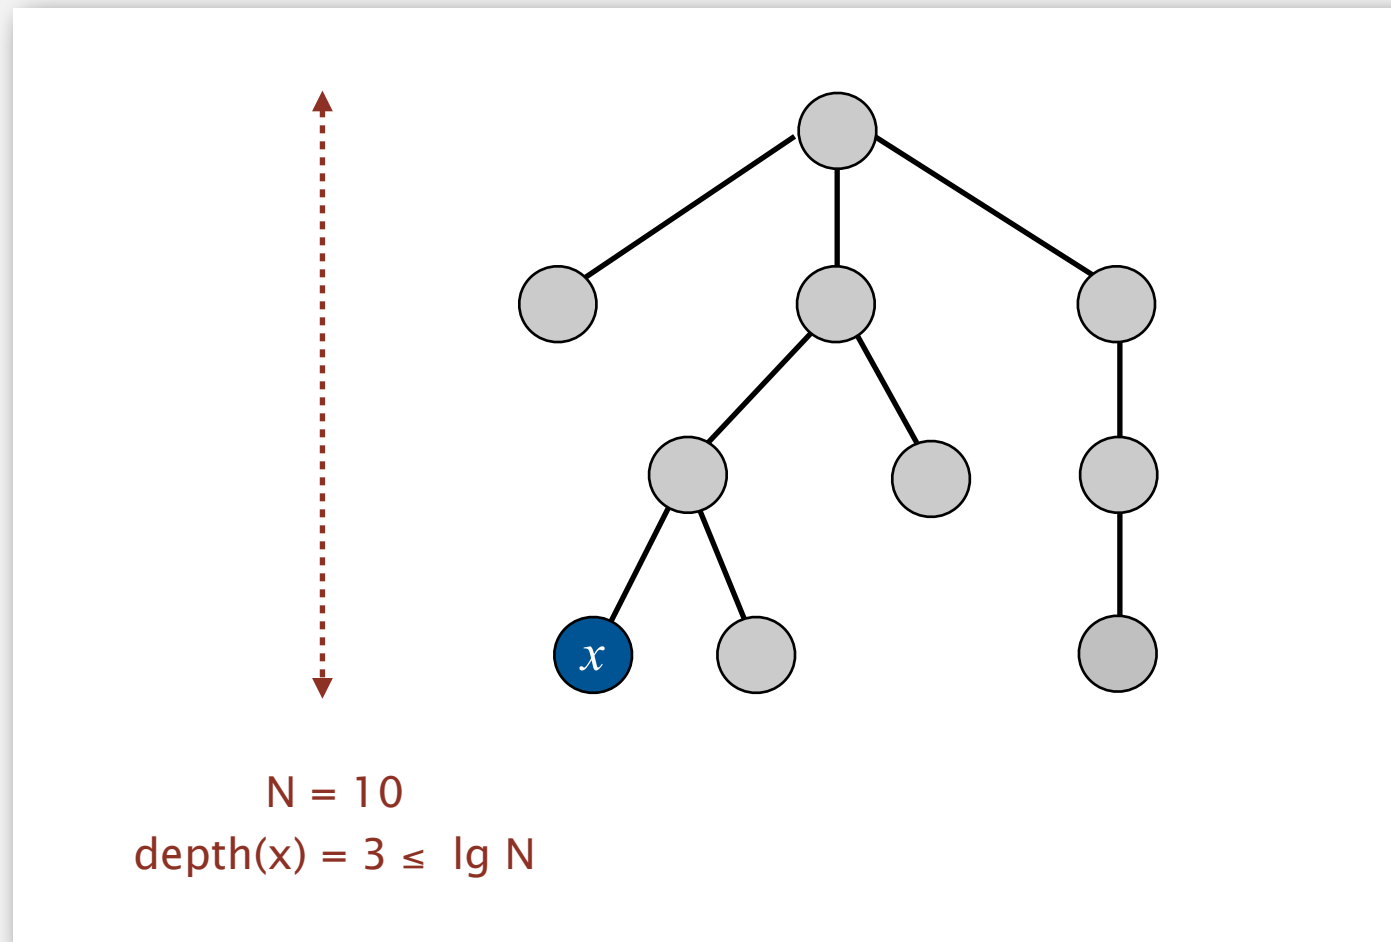 x
N = 10
depth(x) = 3 ≤ lg N